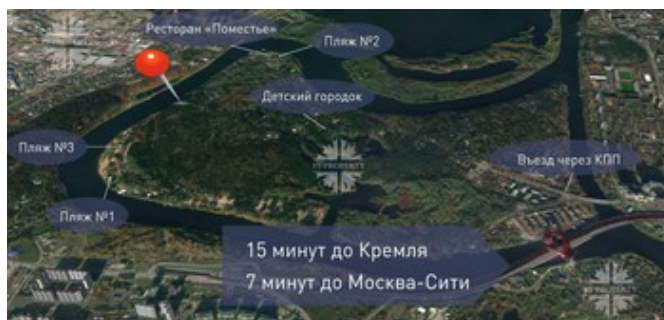 Ресторан «Поместье»
Пляж №2
Детский городок
Пляж №3
Въезд через КПП
Пляж №1
15 минут до Кремля
7 минут до Москва-Сити